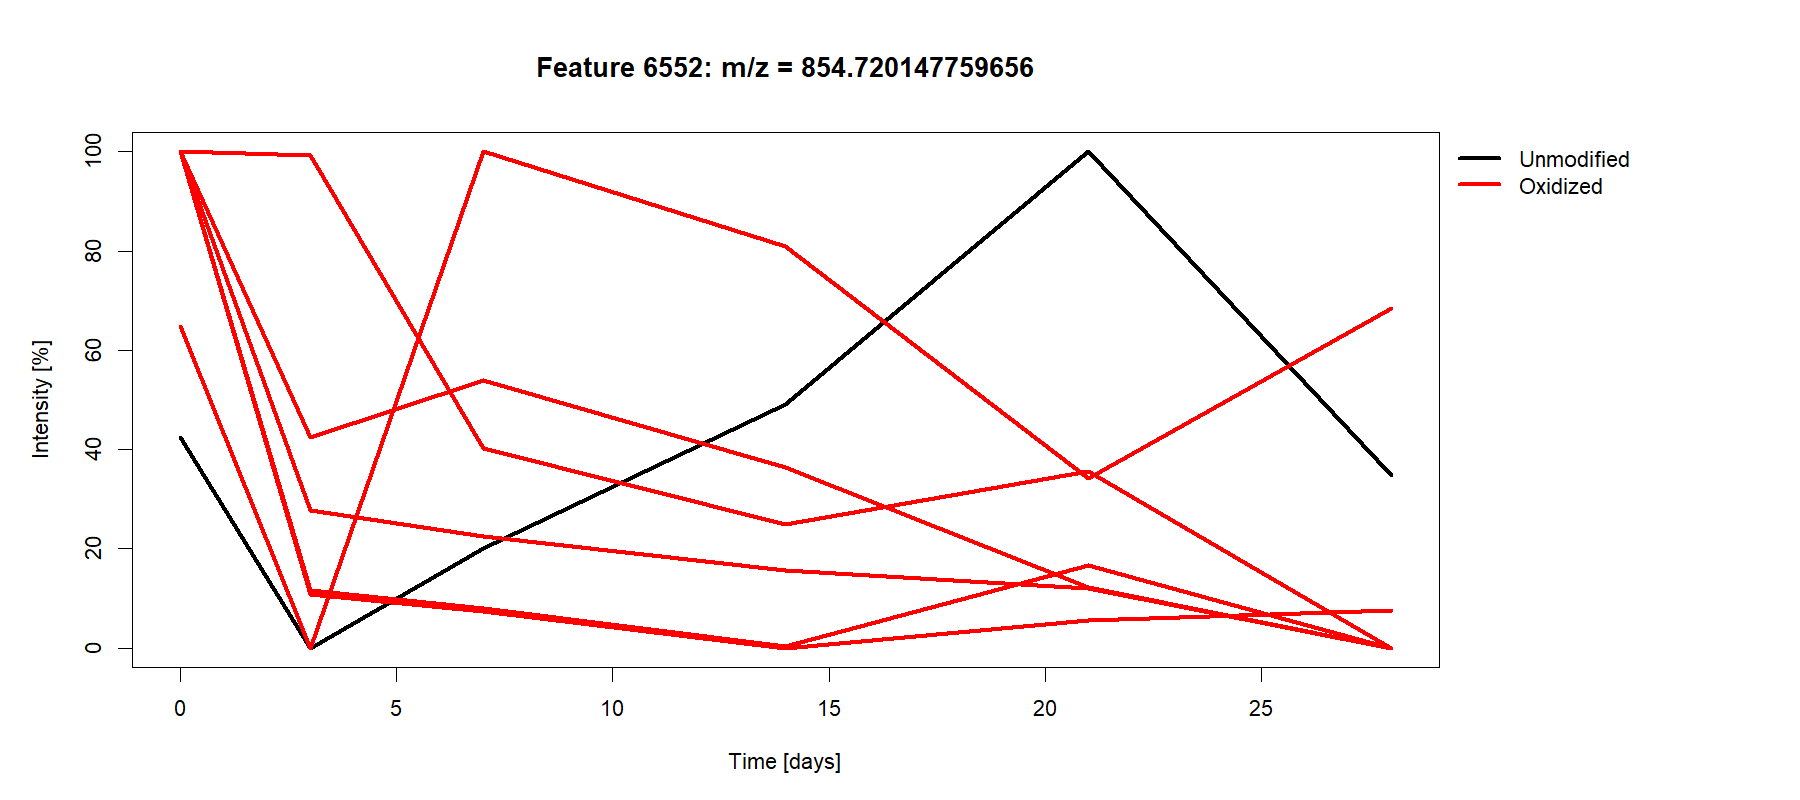 Feature 6552: m/z = 854.720147759656
Unmodified
Oxidized
100
80
60
40
20
0
Intensity [%]
0 5 10 15 20 25
Time [days]